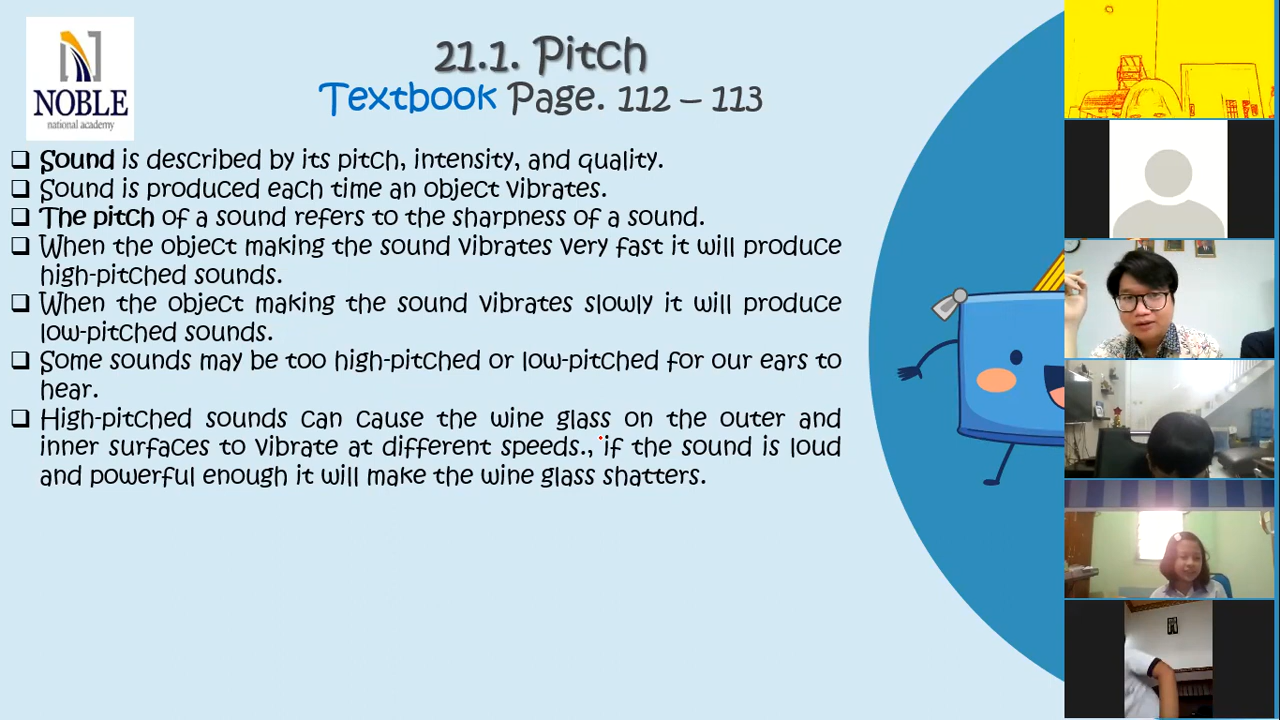 NOBLE
national academy
21.1. Pitch
Textbook Page. 112 – 113
❑ Sound is described by its pitch, intensity, and quality.
❑ Sound is produced each time an object vibrates.
❑ The pitch of a sound refers to the sharpness of a sound.
❑ When the object making the sound vibrates very fast it will produce
high-pitched sounds.
❑ When the object making the sound vibrates slowly it will produce
low-pitched sounds.
❑ Some sounds may be too high-pitched or low-pitched for our ears to
hear.
❑ High-pitched sounds can cause the wine glass on the outer and
inner surfaces to vibrate at different speeds., if the sound is loud
and powerful enough it will make the wine glass shatters.